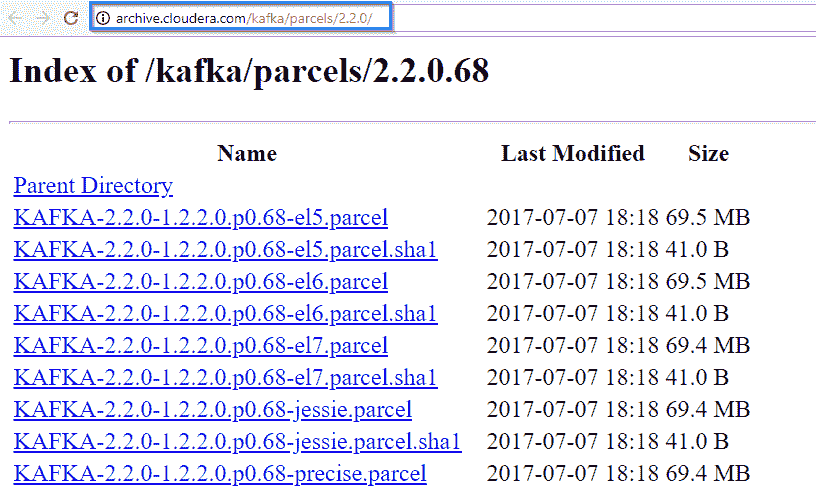 archive.cloudera.com/kafka/parcels/2.2.0/
Index of /kafka/parcels/2.2.0.68
Name Last Modified Size
Parent Directory
KAFKA-2.2.0-1.2.2.0.p0.68-el5.parcel 2017-07-07 18:18 69.5 MB
KAFKA-2.2.0-1.2.2.0.p0.68-el5.parcel.sha1 2017-07-07 18:18 41.0 B
KAFKA-2.2.0-1.2.2.0.p0.68-el6.parcel 2017-07-07 18:18 69.5 MB
KAFKA-2.2.0-1.2.2.0.p0.68-el6.parcel.sha1 2017-07-07 18:18 41.0 B
KAFKA-2.2.0-1.2.2.0.p0.68-el7.parcel 2017-07-07 18:18 69.4 MB
KAFKA-2.2.0-1.2.2.0.p0.68-el7.parcel.sha1 2017-07-07 18:18 41.0 B
KAFKA-2.2.0-1.2.2.0.p0.68-jessie.parcel 2017-07-07 18:18 69.4 MB
KAFKA-2.2.0-1.2.2.0.p0.68-jessie.parcel.sha1 2017-07-07 18:18 41.0 B
KAFKA-2.2.0-1.2.2.0.p0.68-precise.parcel 2017-07-07 18:18 69.4 MB